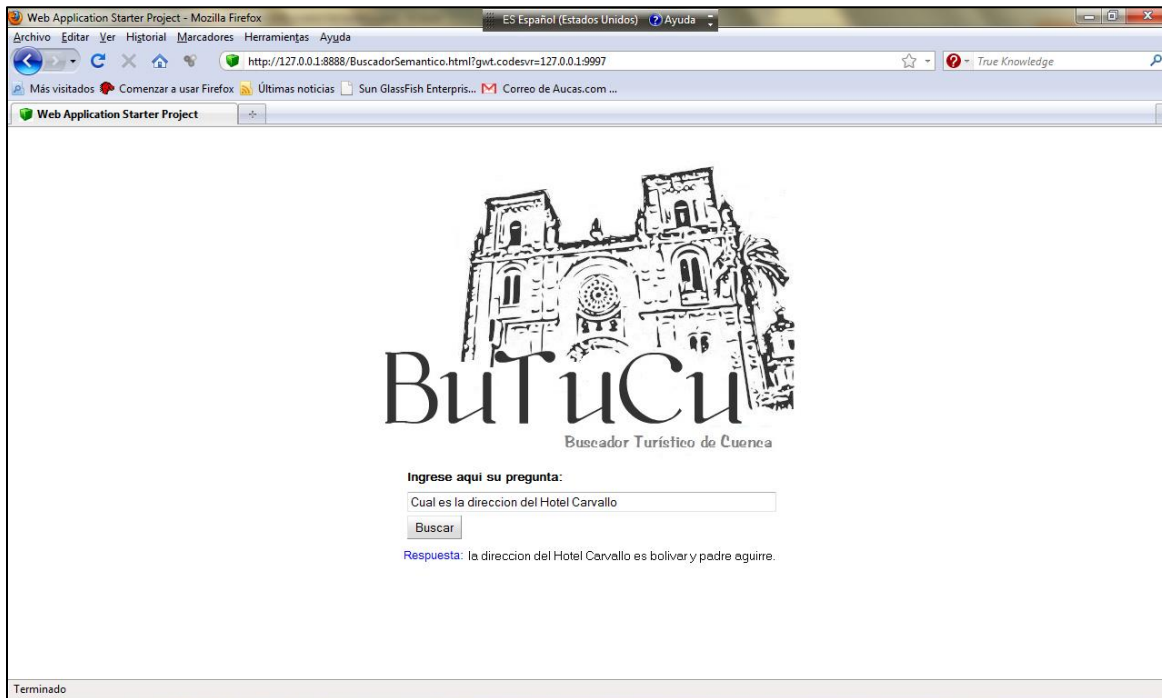 Web Application Starter Project - Mozilla Firefox
ES Español (Estados Unidos) Ayuda
Archivo Editar Ver Historial Marcadores Herramientas Ayuda
http://127.0.0.1:8888/BuscadorSemantico.html?gwt.codesvr=127.0.0.1:9997
True Knowledge
Más visitados Comenzar a usar Firefox Últimas noticias Sun GlassFish Enterpris... Correo de Aucas.com ...
Web Application Starter Project
BuTuCu
Buscador Turístico de Cuenca
Ingrese aqui su pregunta:
Cual es la direccion del Hotel Carvallo
Buscar
Respuesta: la direccion del Hotel Carvallo es bolivar y padre aguirre.
Terminado